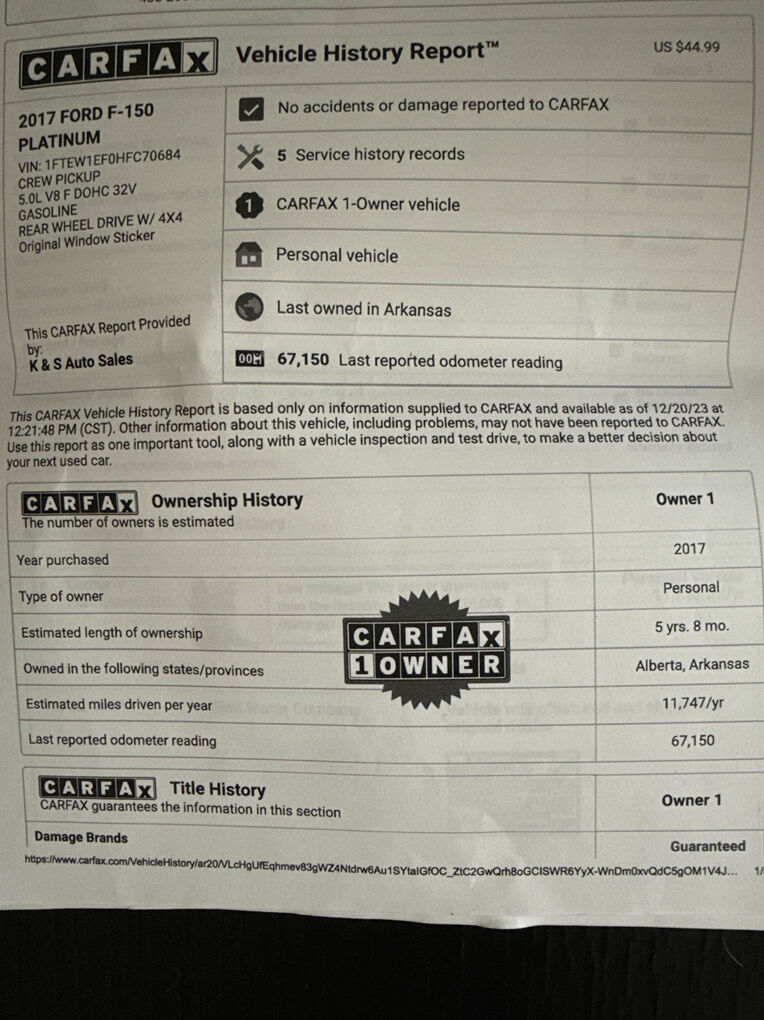 CARFAX Vehicle History Report™ US $44.99
2017 FORD F-150
PLATINUM
VIN: 1FTEW1EF0HFC70684
CREW PICKUP
5.0L V8 F DOHC 32V
GASOLINE
REAR WHEEL DRIVE W/ 4X4
Original Window Sticker
This CARFAX Report Provided
by:
K & S Auto Sales
No accidents or damage reported to CARFAX
5 Service history records
1 CARFAX 1-Owner vehicle
Personal vehicle
Last owned in Arkansas
67,150 Last reported odometer reading
This CARFAX Vehicle History Report is based only on information supplied to CARFAX and available as of 12/20/23 at
12:21:48 PM (CST). Other information about this vehicle, including problems, may not have been reported to CARFAX.
Use this report as one important tool, along with a vehicle inspection and test drive, to make a better decision about
your next used car.
CARFAX Ownership History Owner 1
The number of owners is estimated
Year purchased 2017
Type of owner Personal
Estimated length of ownership 5 yrs. 8 mo.
Owned in the following states/provinces Alberta, Arkansas
Estimated miles driven per year 11,747/yr
Last reported odometer reading 67,150
CARFAX
1 OWNER
CARFAX Title History Owner 1
CARFAX guarantees the information in this section
Damage Brands Guaranteed